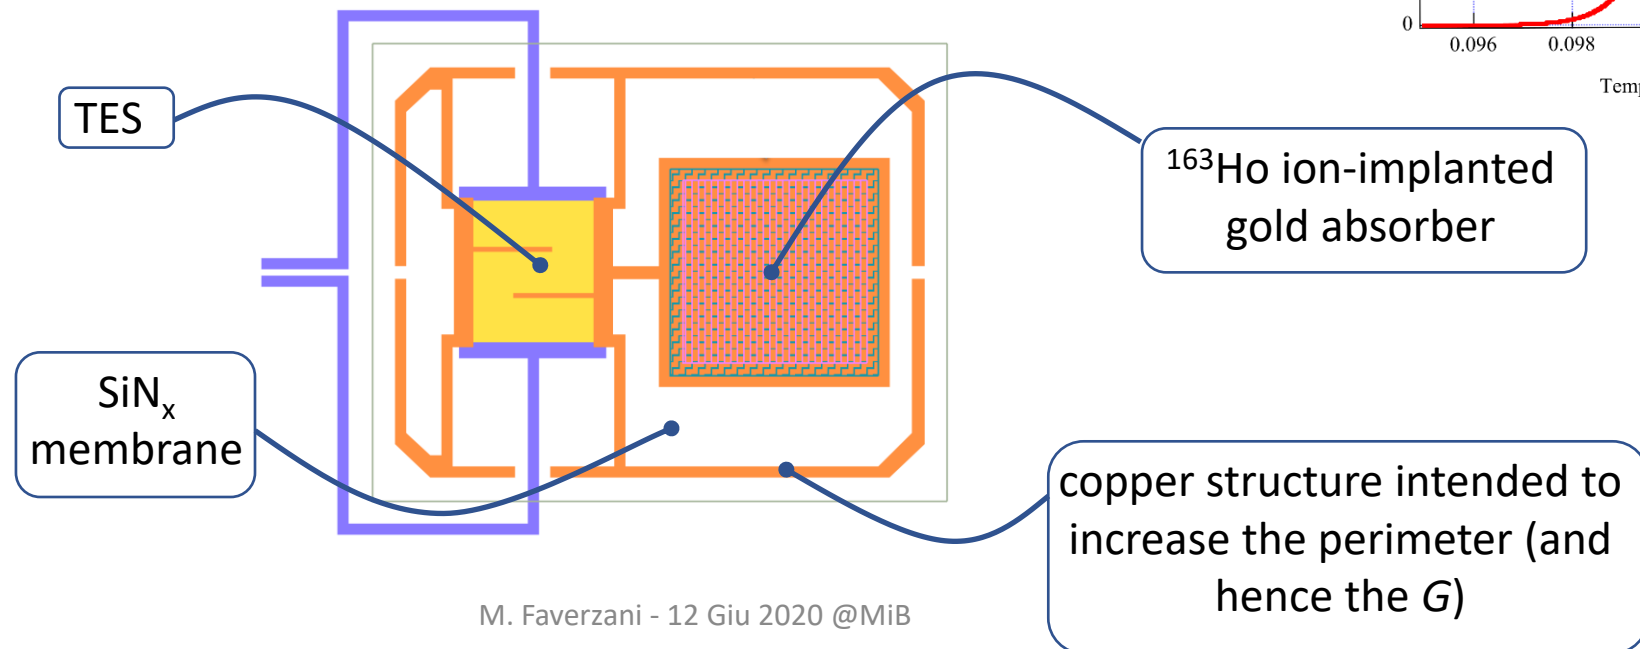 0
0.096 0.098
TES
¹⁶³Ho ion-implanted
gold absorber
SiNₓ
membrane
copper structure intended to
increase the perimeter (and
hence the G)
M. Faverzani - 12 Giu 2020 @MiB